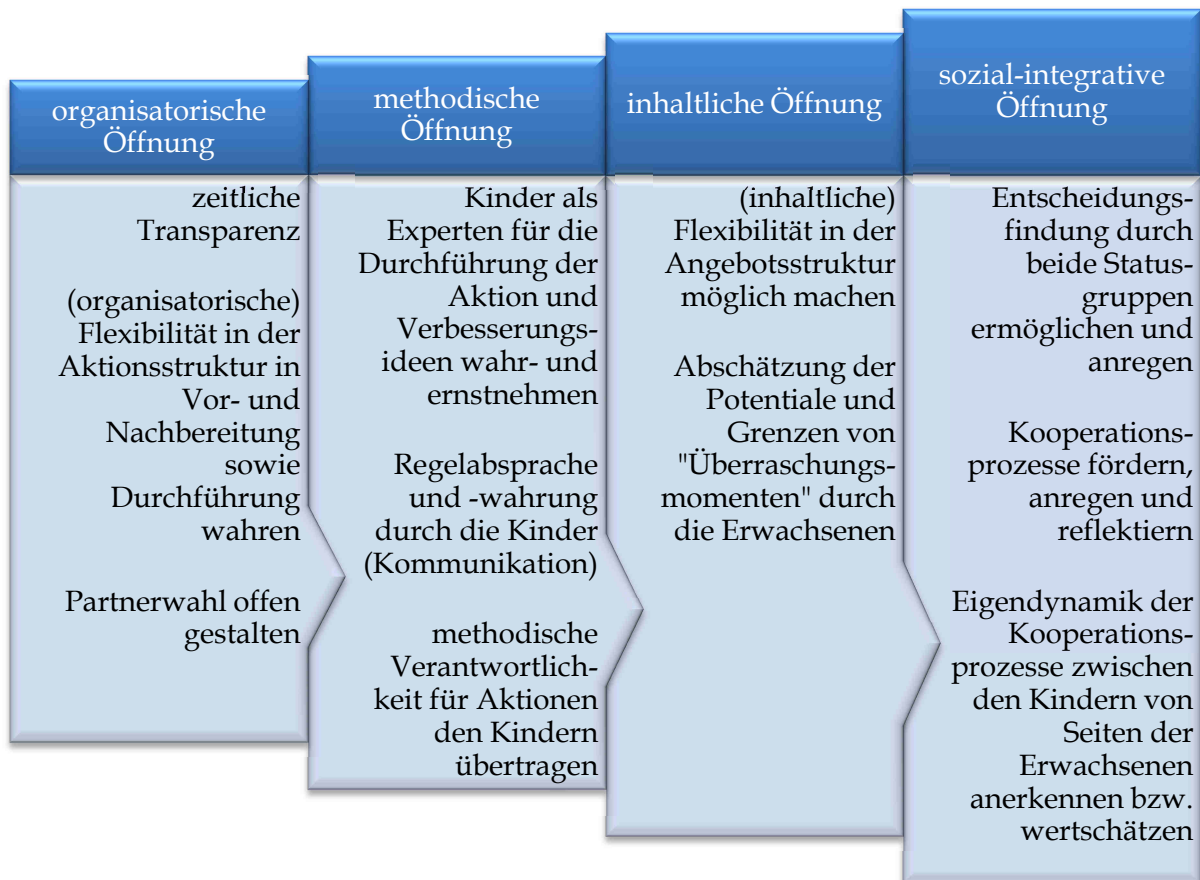 organisatorische
Öffnung
zeitliche
Transparenz
(organisatorische)
Flexibilität in der
Aktionsstruktur in
Vor- und
Nachbereitung
sowie
Durchführung
wahren
Partnerwahl offen
gestalten
methodische
Öffnung
Kinder als
Experten für die
Durchführung der
Aktion und
Verbesserungs-
ideen wahr- und
ernstnehmen
Regelabsprache
und -wahrung
durch die Kinder
(Kommunikation)
methodische
Verantwortlich-
keit für Aktionen
den Kindern
übertragen
inhaltliche Öffnung
(inhaltliche)
Flexibilität in der
Angebotsstruktur
möglich machen
Abschätzung der
Potentiale und
Grenzen von
"Überraschungs-
momenten" durch
die Erwachsenen
sozial-integrative
Öffnung
Entscheidungs-
findung durch
beide Status-
gruppen
ermöglichen und
anregen
Kooperations-
prozesse fördern,
anregen und
reflektiern
Eigendynamik der
Kooperations-
prozesse zwischen
den Kindern von
Seiten der
Erwachsenen
anerkennen bzw.
wertschätzen